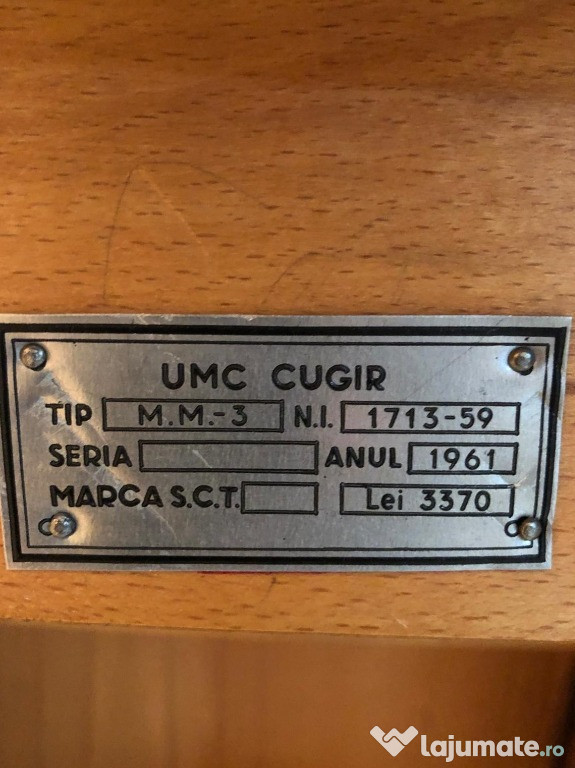 UMC CUGIR
TIP M.M.-3 N.I. 1713-59
SERIA ANUL 1961
MARCA S.C.T. Lei 3370
lajumate.ro